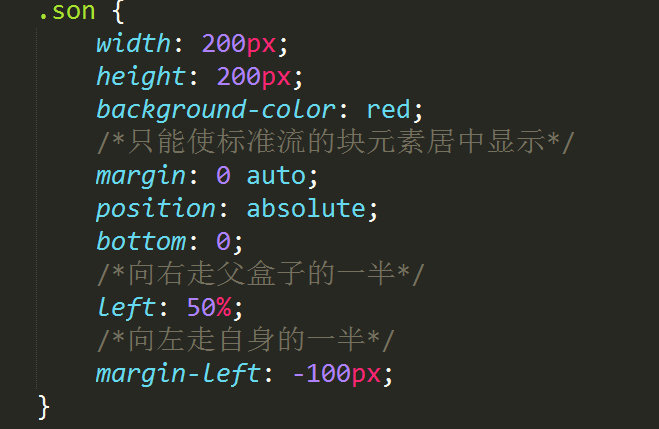 .son {
width: 200px;
height: 200px;
background-color: red;
/*只能使标准流的块元素居中显示*/
margin: 0 auto;
position: absolute;
bottom: 0;
/*向右走父盒子的一半*/
left: 50%;
/*向左走自身的一半*/
margin-left: -100px;
}